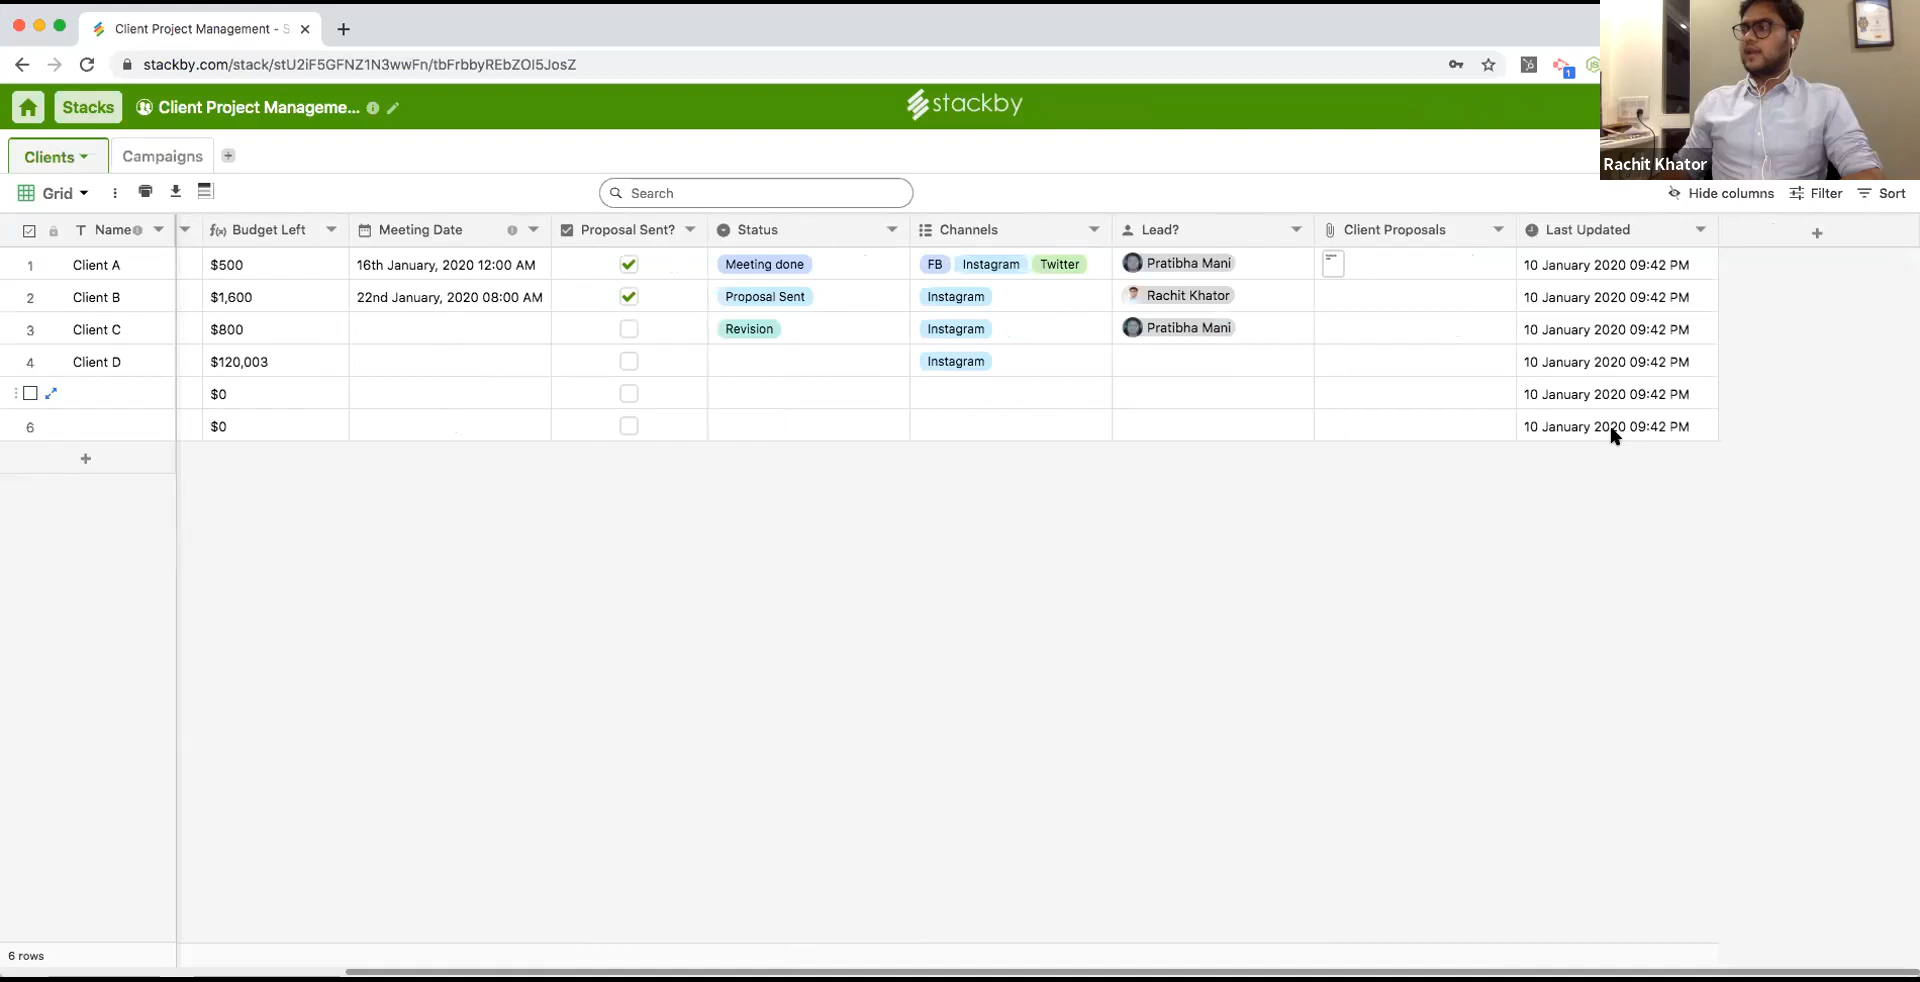 Client Project Management - S
stackby.com/stack/stU2iF5GFNZ1N3wwFn/tbFrbbyREbZOI5JosZ
1
Stacks Client Project Manageme... stackby
Rachit Khator
Clients Campaigns
Grid Search Hide columns Filter Sort
Name Budget Left Meeting Date Proposal Sent? Status Channels Lead? Client Proposals Last Updated
1 Client A $500 16th January, 2020 12:00 AM Meeting done FB Instagram Twitter Pratibha Mani 10 January 2020 09:42 PM
2 Client B $1,600 22nd January, 2020 08:00 AM Proposal Sent Instagram Rachit Khator 10 January 2020 09:42 PM
3 Client C $800 Revision Instagram Pratibha Mani 10 January 2020 09:42 PM
4 Client D $120,003 Instagram 10 January 2020 09:42 PM
$0 10 January 2020 09:42 PM
6 $0 10 January 2020 09:42 PM
6 rows